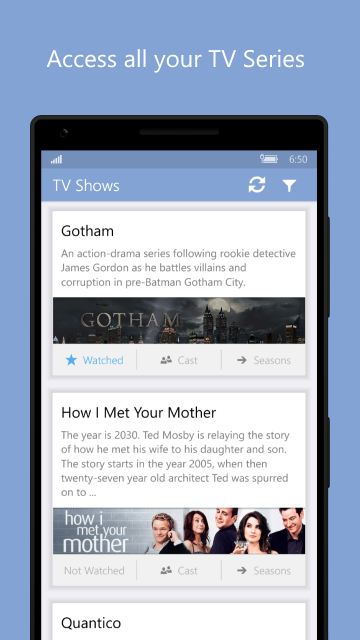 Access all your TV Series
6:50
TV Shows
Gotham
An action-drama series following rookie detective
James Gordon as he battles villains and
corruption in pre-Batman Gotham City.
GOTHAM
Watched
Cast
Seasons
How I Met Your Mother
The year is 2030. Ted Mosby is relaying the story
of how he met his wife to his daughter and son.
The story starts in the year 2005, when then
twenty-seven year old architect Ted was spurred
on to ...
how i
met your
mother
Not Watched
Cast
Seasons
Quantico